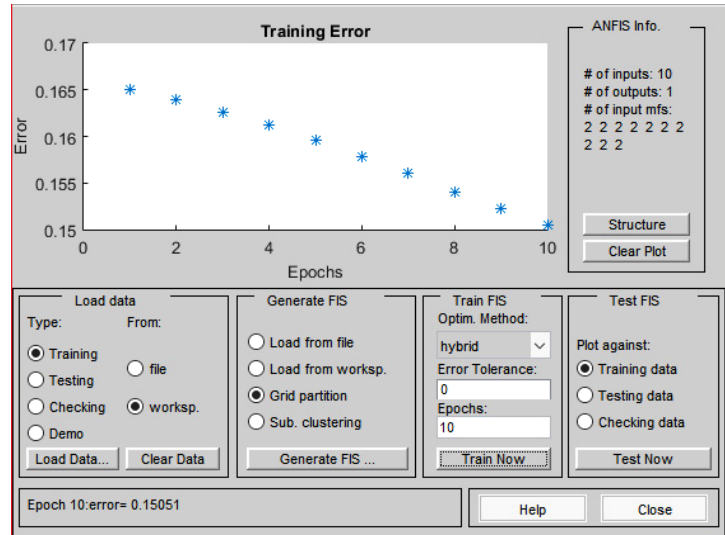 Training Error
0.17
0.165
0.16
0.155
0.15
Error
0 2 4 6 8 10
Epochs
ANFIS Info.
# of inputs: 10
# of outputs: 1
# of input mfs:
2 2 2 2 2 2 2
2 2 2
Structure
Clear Plot
Load data
Type: From:
Training
Testing
Checking
Demo
file
worksp.
Load Data... Clear Data
Generate FIS
Load from file
Load from worksp.
Grid partition
Sub. clustering
Generate FIS ...
Train FIS
Optim. Method:
hybrid
Error Tolerance:
0
Epochs:
10
Train Now
Test FIS
Plot against:
Training data
Testing data
Checking data
Test Now
Epoch 10:error= 0.15051
Help Close